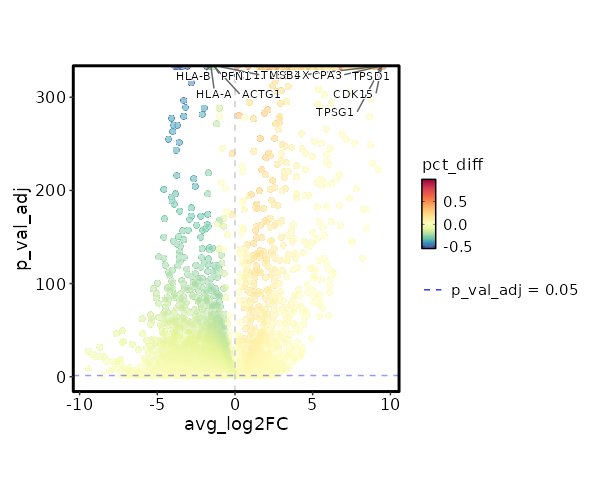 HLA-B PFN1 TMSB4X CPA3 TPSD1
HLA-A ACTG1 CDK15
TPSG1
300
200
100
0
-10 -5 0 5 10
avg_log2FC
p_val_adj
pct_diff
0.5
0.0
-0.5
p_val_adj = 0.05